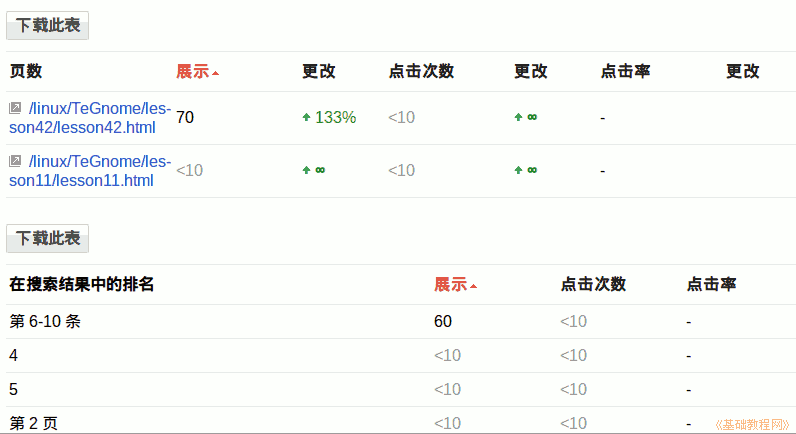 下载此表
页数 展示 更改 点击次数 更改 点击率 更改
/linux/TeGnome/les-
son42/lesson42.html 70 133% <10 ∞ -
/linux/TeGnome/les-
son11/lesson11.html <10 ∞ <10 ∞ -
下载此表
在搜索结果中的排名 展示 点击次数 点击率
第 6-10 条 60 <10 -
4 <10 <10 -
5 <10 <10 -
第 2 页 <10 <10 -
《基础教程网》